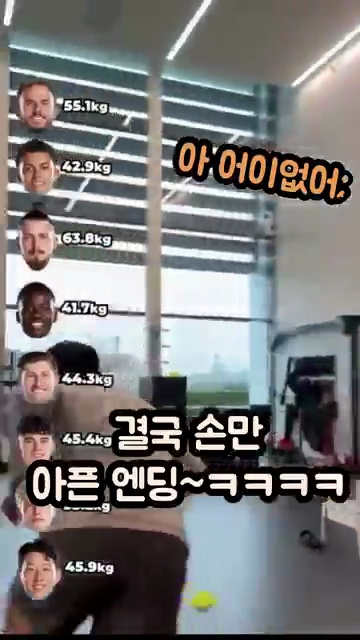 55.1kg
아 어이없어;
42.9kg
63.8kg
41.7kg
44.3kg
45.4kg
결국 손만
아픈 엔딩~ㅋㅋㅋㅋ
45.9kg